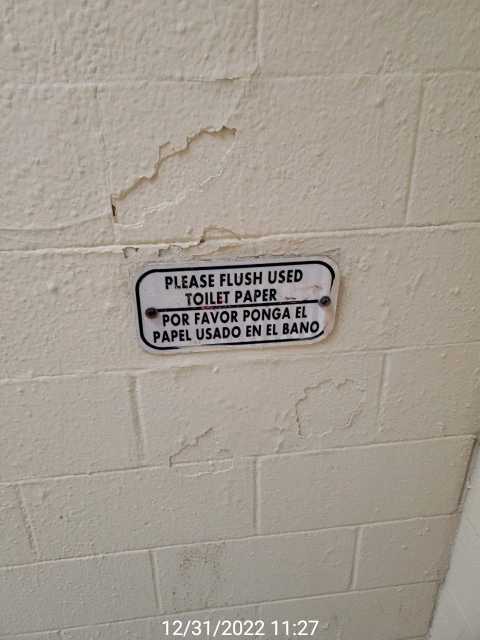 PLEASE FLUSH USED
TOILET PAPER
POR FAVOR PONGA EL
PAPEL USADO EN EL BANO
12/31/2022 11:27